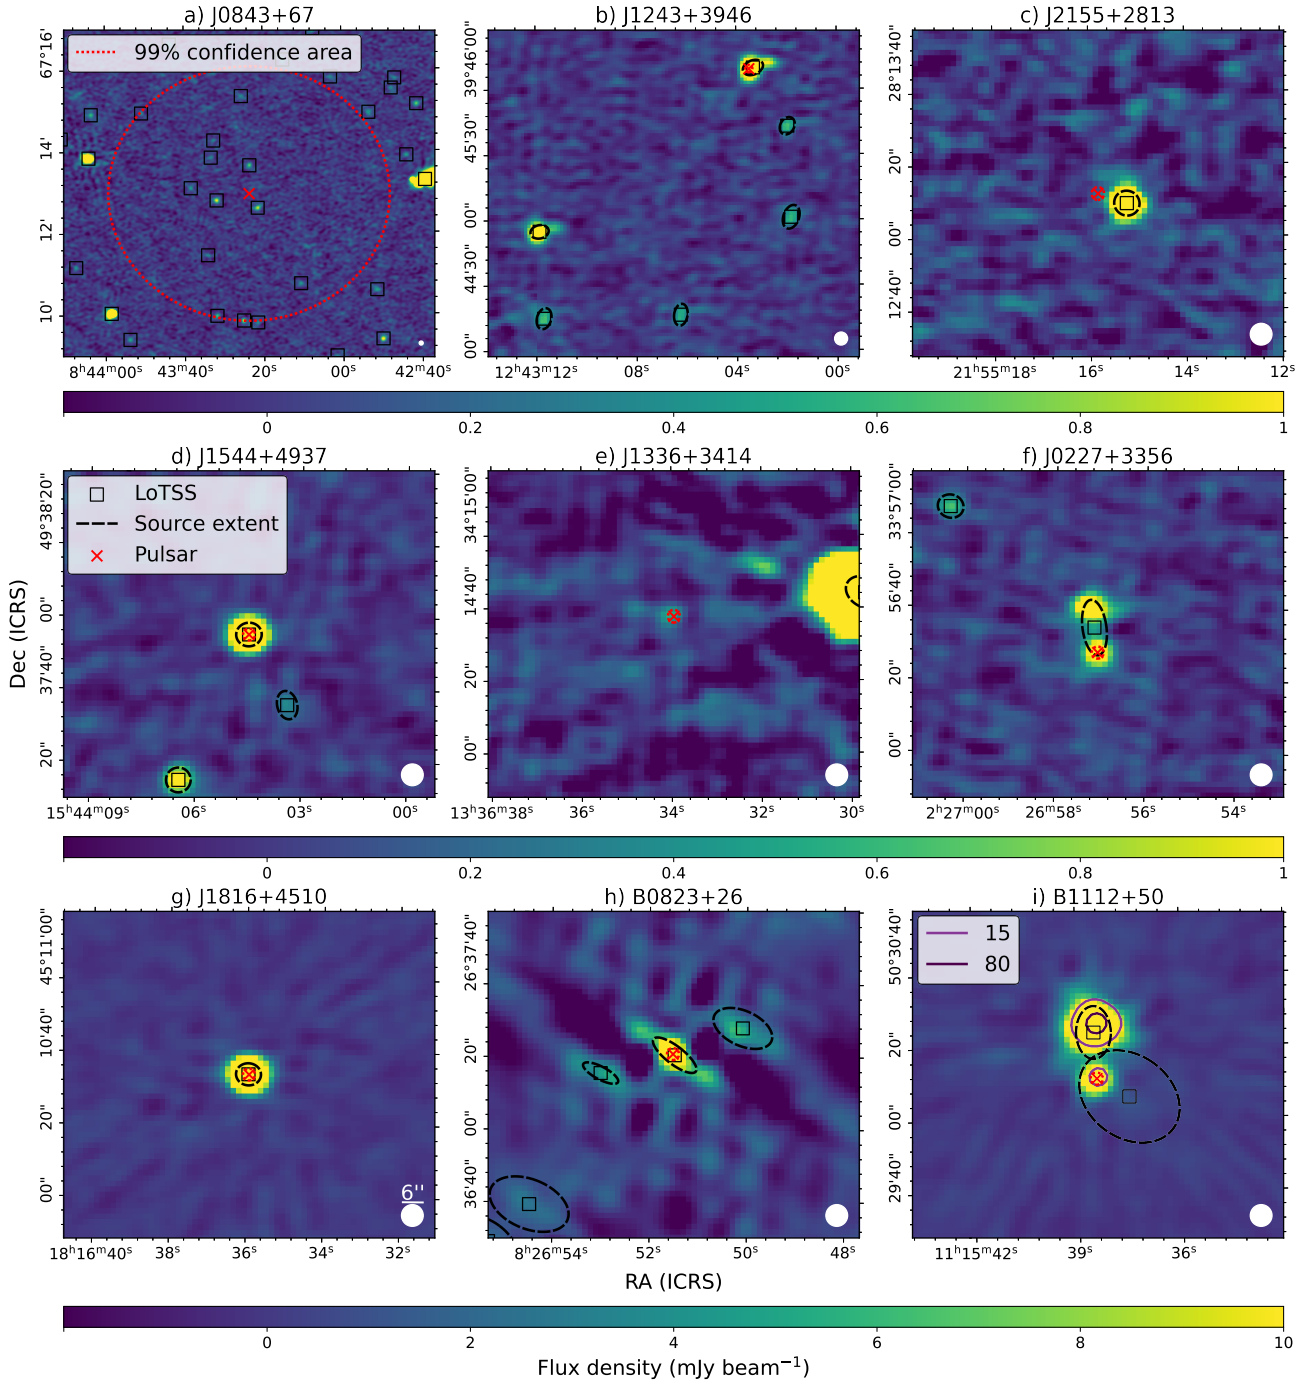 a) J0843+67
b) J1243+3946
c) J2155+2813
99% confidence area
67°16'
14'
12'
10'
8ʰ44ᵐ00ˢ
43ᵐ40ˢ
20ˢ
00ˢ
42ᵐ40ˢ
39°46'00"
45'30"
00"
44'30"
00"
12ʰ43ᵐ12ˢ
08ˢ
04ˢ
00ˢ
28°13'40"
20"
00"
12'40"
21ʰ55ᵐ18ˢ
16ˢ
14ˢ
12ˢ
0
0.2
0.4
0.6
0.8
1
d) J1544+4937
e) J1336+3414
f) J0227+3356
LoTSS
Source extent
Pulsar
49°38'20"
00"
37'40"
20"
15ʰ44ᵐ09ˢ
06ˢ
03ˢ
00ˢ
34°15'00"
14'40"
20"
00"
13ʰ36ᵐ38ˢ
36ˢ
34ˢ
32ˢ
30ˢ
33°57'00"
56'40"
20"
00"
2ʰ27ᵐ00ˢ
26ᵐ58ˢ
56ˢ
54ˢ
Dec (ICRS)
0
0.2
0.4
0.6
0.8
1
g) J1816+4510
h) B0823+26
i) B1112+50
45°11'00"
10'40"
20"
00"
6''
18ʰ16ᵐ40ˢ
38ˢ
36ˢ
34ˢ
32ˢ
26°37'40"
20"
00"
36'40"
8ʰ26ᵐ54ˢ
52ˢ
50ˢ
48ˢ
15
80
50°30'40"
20"
00"
29'40"
11ʰ15ᵐ42ˢ
39ˢ
36ˢ
RA (ICRS)
0
2
4
6
8
10
Flux density (mJy beam⁻¹)